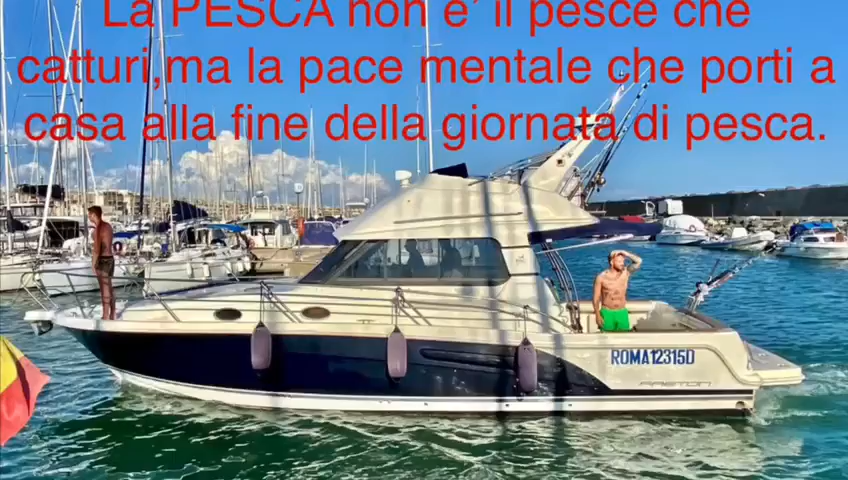 La PESCA non e’ il pesce che
catturi,ma la pace mentale che porti a
casa alla fine della giornata di pesca.
ROMA12315D
FAETON